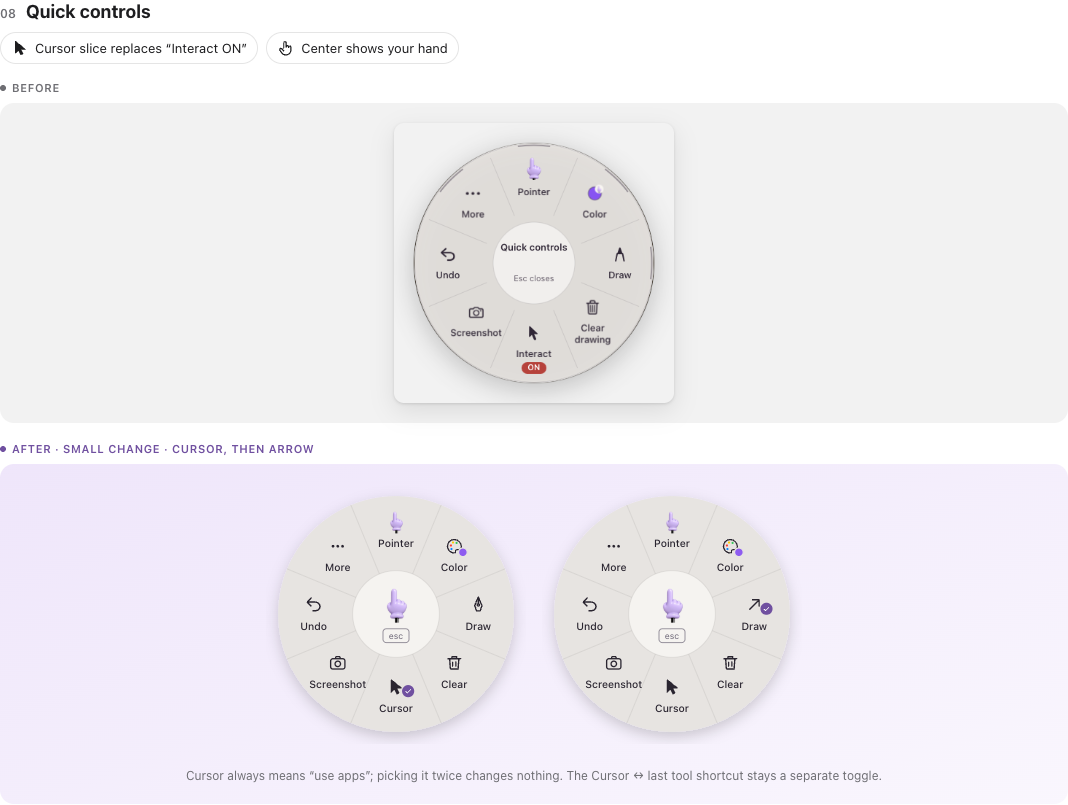 08 Quick controls
Cursor slice replaces “Interact ON”
Center shows your hand
BEFORE
Pointer
More
Color
Quick controls
Undo
Draw
Esc closes
Screenshot
Clear
drawing
Interact
ON
AFTER · SMALL CHANGE · CURSOR, THEN ARROW
Pointer
More
Color
Undo
Draw
esc
Screenshot
Clear
Cursor
Pointer
More
Color
Undo
Draw
esc
Screenshot
Clear
Cursor
Cursor always means “use apps”; picking it twice changes nothing. The Cursor ↔ last tool shortcut stays a separate toggle.